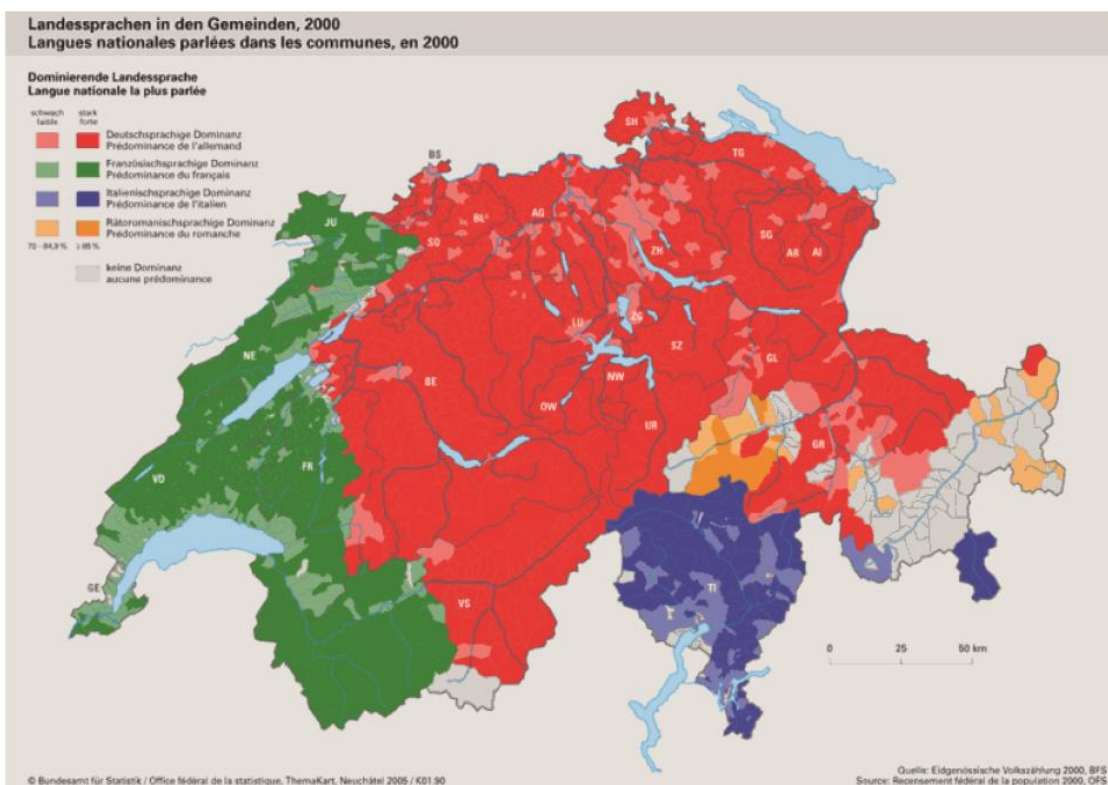 Landessprachen in den Gemeinden, 2000
Langues nationales parlées dans les communes, en 2000
Dominierende Landessprache
Langue nationale la plus parlée
schwach stark
faible forte
Deutschsprachige Dominanz
Prédominance de l'allemand
Französischsprachige Dominanz
Prédominance du français
Italienischsprachige Dominanz
Prédominance de l'italien
Rätoromanischsprachige Dominanz
Prédominance du romanche
70 - 84,9 % ≥ 85 %
keine Dominanz
aucune prédominance
SH
BS
TG
JU
BL
AG
SO
ZH
SG
AR
AI
LU
ZG
SZ
NE
BE
NW
GL
OW
UR
GR
FR
VD
GE
VS
TI
0 25 50 km
© Bundesamt für Statistik / Office fédéral de la statistique, ThemaKart, Neuchâtel 2005 / K01.90
Quelle: Eidgenössische Volkszählung 2000, BFS
Source: Recensement fédéral de la population 2000, OFS